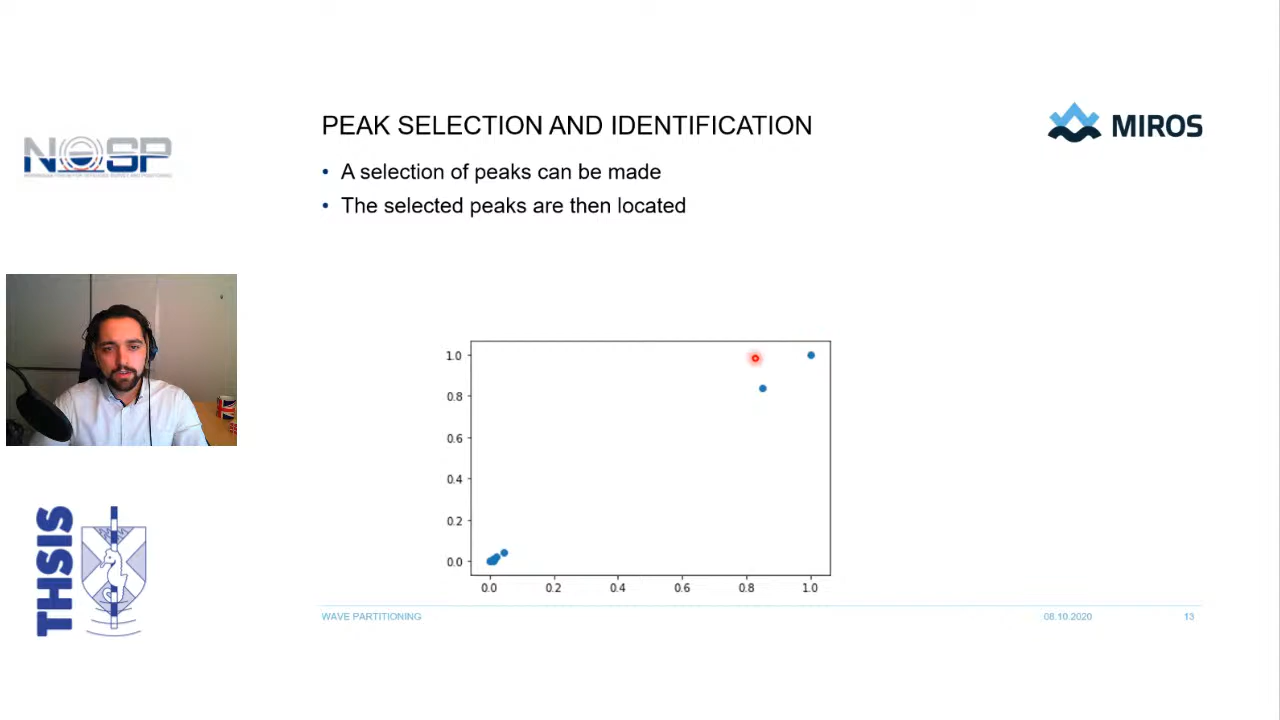 PEAK SELECTION AND IDENTIFICATION
MIROS
NOSP
• A selection of peaks can be made
• The selected peaks are then located
THSIS
1.0
0.8
0.6
0.4
0.2
0.0
0.0 0.2 0.4 0.6 0.8 1.0
WAVE PARTITIONING 08.10.2020 13